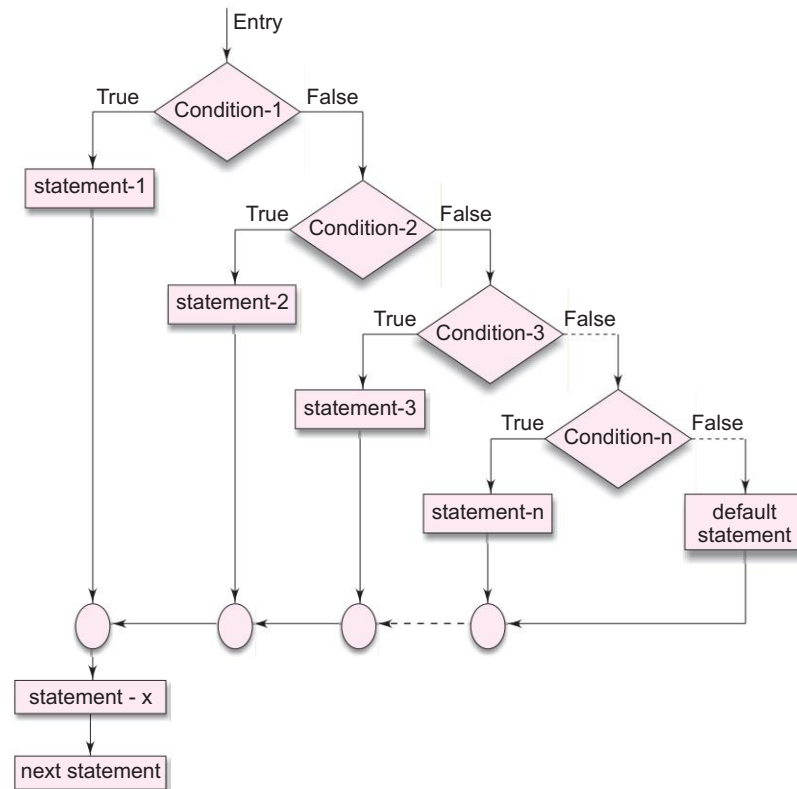 Entry
True
Condition-1
False
statement-1
True
Condition-2
False
statement-2
True
Condition-3
False
statement-3
True
Condition-n
False
statement-n
default
statement
statement - x
next statement